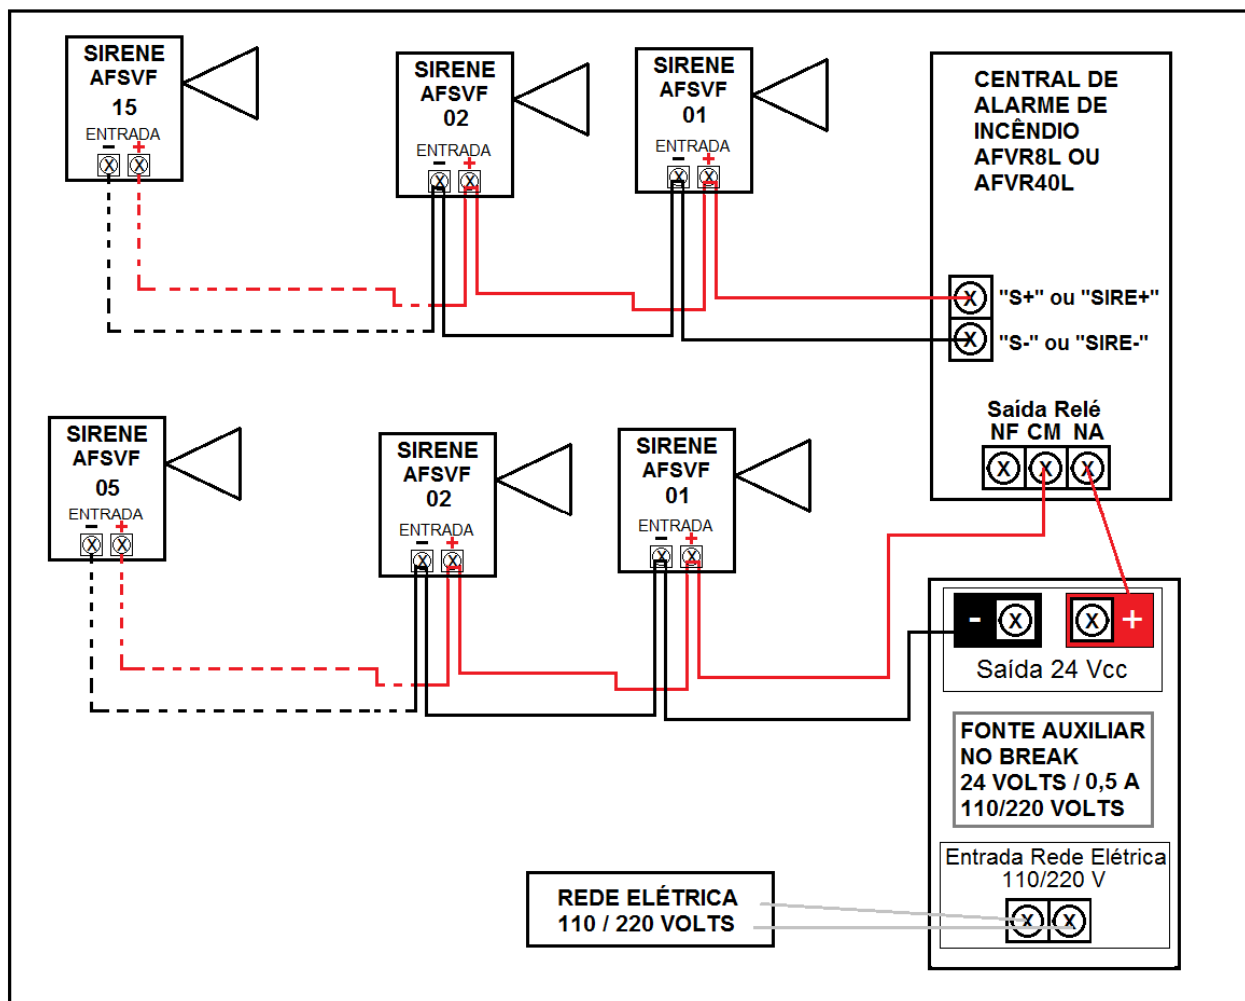 SIRENE
AFSVF
15
ENTRADA
- +
X X
SIRENE
AFSVF
02
ENTRADA
- +
X X
SIRENE
AFSVF
01
ENTRADA
- +
X X
CENTRAL DE
ALARME DE
INCÊNDIO
AFVR8L OU
AFVR40L
X "S+" ou "SIRE+"
X "S-" ou "SIRE-"
Saída Relé
NF CM NA
X X X
SIRENE
AFSVF
05
ENTRADA
- +
X X
SIRENE
AFSVF
02
ENTRADA
- +
X X
SIRENE
AFSVF
01
ENTRADA
- +
X X
- X X +
Saída 24 Vcc
FONTE AUXILIAR
NO BREAK
24 VOLTS / 0,5 A
110/220 VOLTS
Entrada Rede Elétrica
110/220 V
X X
REDE ELÉTRICA
110 / 220 VOLTS